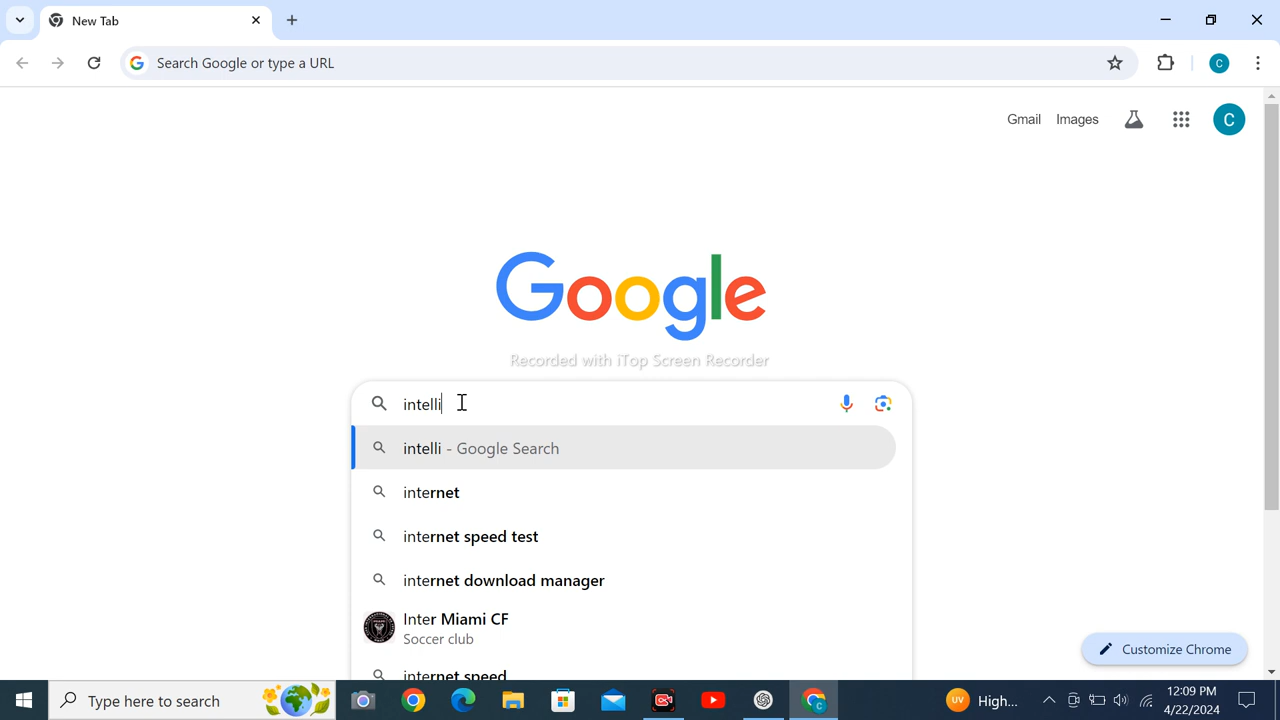 New Tab
Search Google or type a URL
C
Gmail
Images
C
Google
Recorded with iTop Screen Recorder
intelli
intelli - Google Search
internet
internet speed test
internet download manager
Inter Miami CF
Soccer club
internet speed
Customize Chrome
Type here to search
High...
12:09 PM
4/22/2024